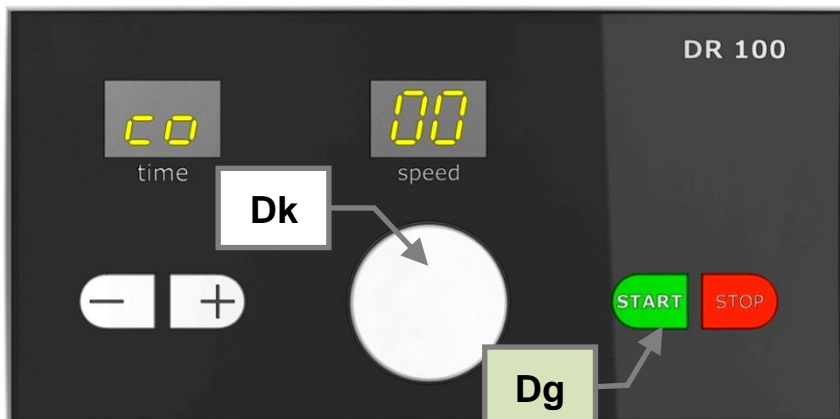 DR 100
co
00
time
speed
Dk
− +
START STOP
Dg